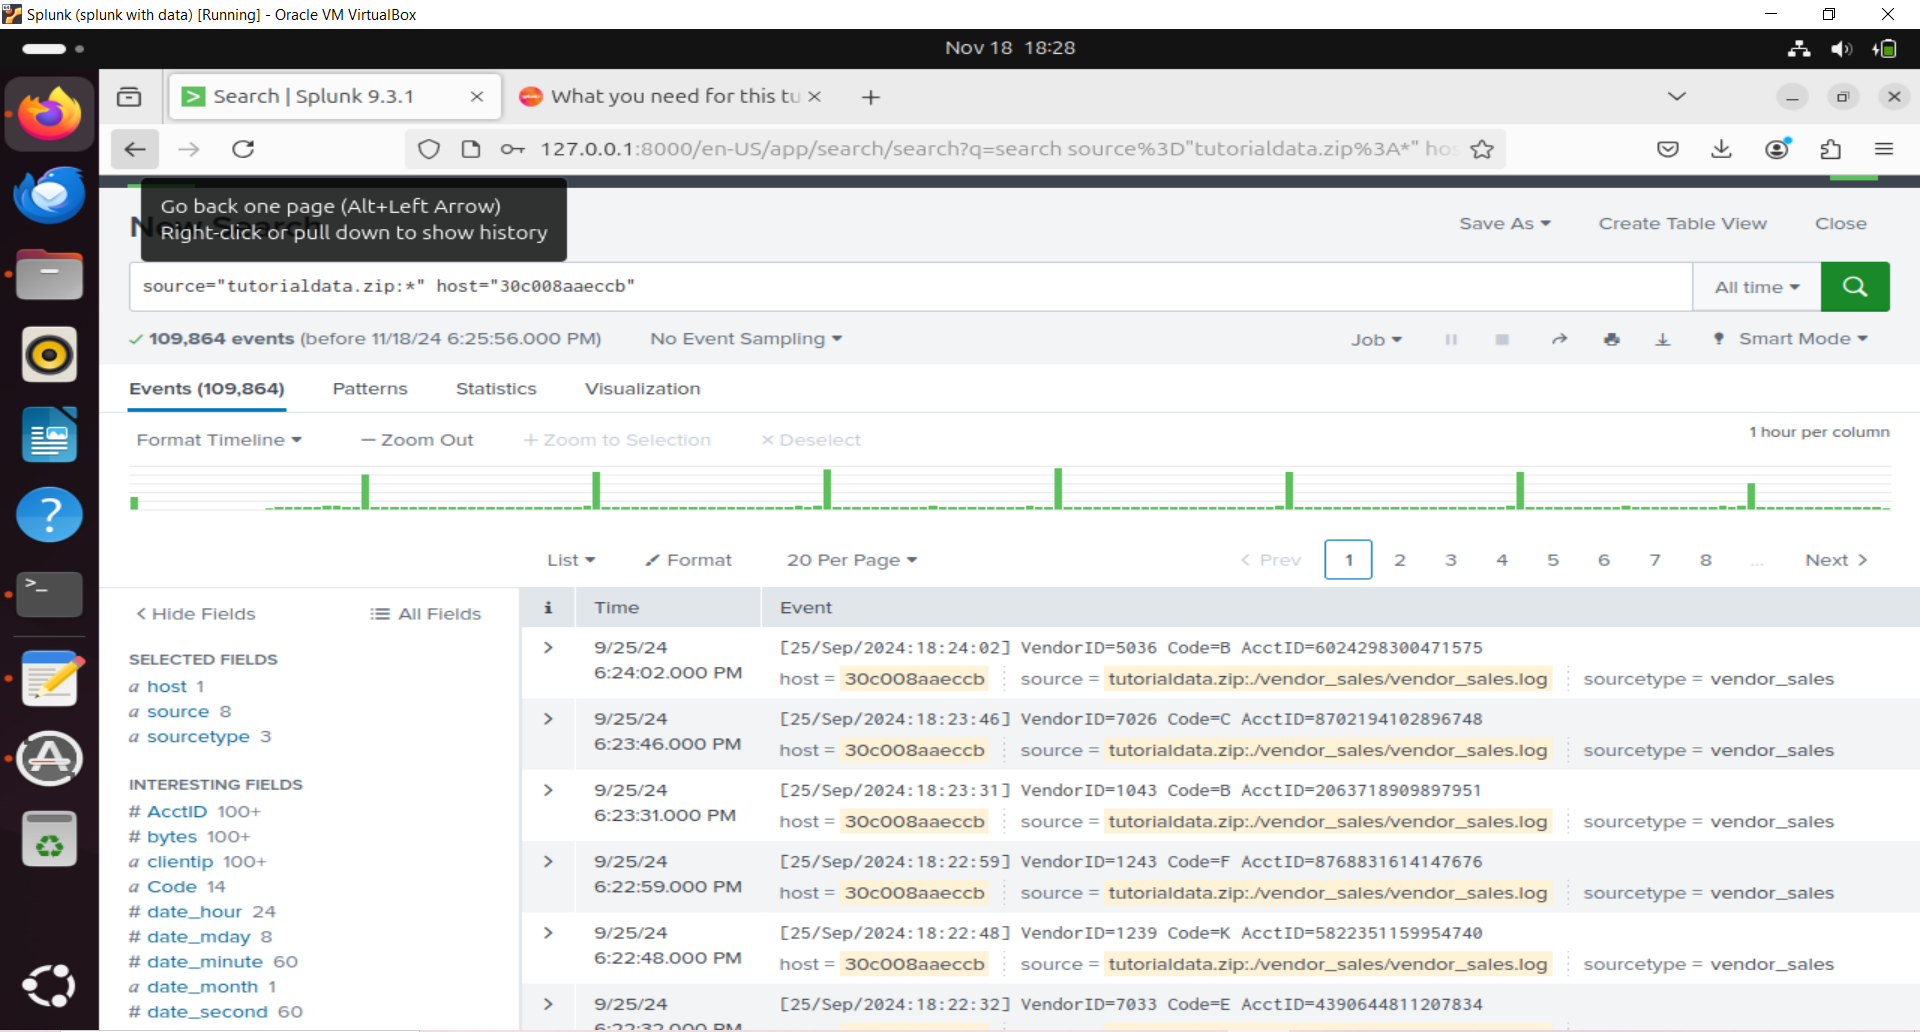 Splunk (splunk with data) [Running] - Oracle VM VirtualBox
Nov 18 18:28
Search | Splunk 9.3.1
What you need for this tu
127.0.0.1:8000/en-US/app/search/search?q=search source%3D"tutorialdata.zip%3A*" hos
Go back one page (Alt+Left Arrow)
Right-click or pull down to show history
New Search
Save As
Create Table View
Close
source="tutorialdata.zip:*" host="30c008aaeccb"
All time
109,864 events (before 11/18/24 6:25:56.000 PM)
No Event Sampling
Job
Smart Mode
Events (109,864)
Patterns
Statistics
Visualization
Format Timeline
— Zoom Out
+ Zoom to Selection
× Deselect
1 hour per column
List
Format
20 Per Page
< Prev
1
2
3
4
5
6
7
8
...
Next >
< Hide Fields
All Fields
SELECTED FIELDS
a host 1
a source 8
a sourcetype 3
INTERESTING FIELDS
# AcctID 100+
# bytes 100+
a clientip 100+
a Code 14
# date_hour 24
# date_mday 8
# date_minute 60
a date_month 1
# date_second 60
i
Time
Event
9/25/24
6:24:02.000 PM
[25/Sep/2024:18:24:02] VendorID=5036 Code=B AcctID=6024298300471575
host = 30c008aaeccb
source = tutorialdata.zip:./vendor_sales/vendor_sales.log
sourcetype = vendor_sales
9/25/24
6:23:46.000 PM
[25/Sep/2024:18:23:46] VendorID=7026 Code=C AcctID=8702194102896748
host = 30c008aaeccb
source = tutorialdata.zip:./vendor_sales/vendor_sales.log
sourcetype = vendor_sales
9/25/24
6:23:31.000 PM
[25/Sep/2024:18:23:31] VendorID=1043 Code=B AcctID=2063718909897951
host = 30c008aaeccb
source = tutorialdata.zip:./vendor_sales/vendor_sales.log
sourcetype = vendor_sales
9/25/24
6:22:59.000 PM
[25/Sep/2024:18:22:59] VendorID=1243 Code=F AcctID=8768831614147676
host = 30c008aaeccb
source = tutorialdata.zip:./vendor_sales/vendor_sales.log
sourcetype = vendor_sales
9/25/24
6:22:48.000 PM
[25/Sep/2024:18:22:48] VendorID=1239 Code=K AcctID=5822351159954740
host = 30c008aaeccb
source = tutorialdata.zip:./vendor_sales/vendor_sales.log
sourcetype = vendor_sales
9/25/24
6:22:32.000 PM
[25/Sep/2024:18:22:32] VendorID=7033 Code=E AcctID=4390644811207834